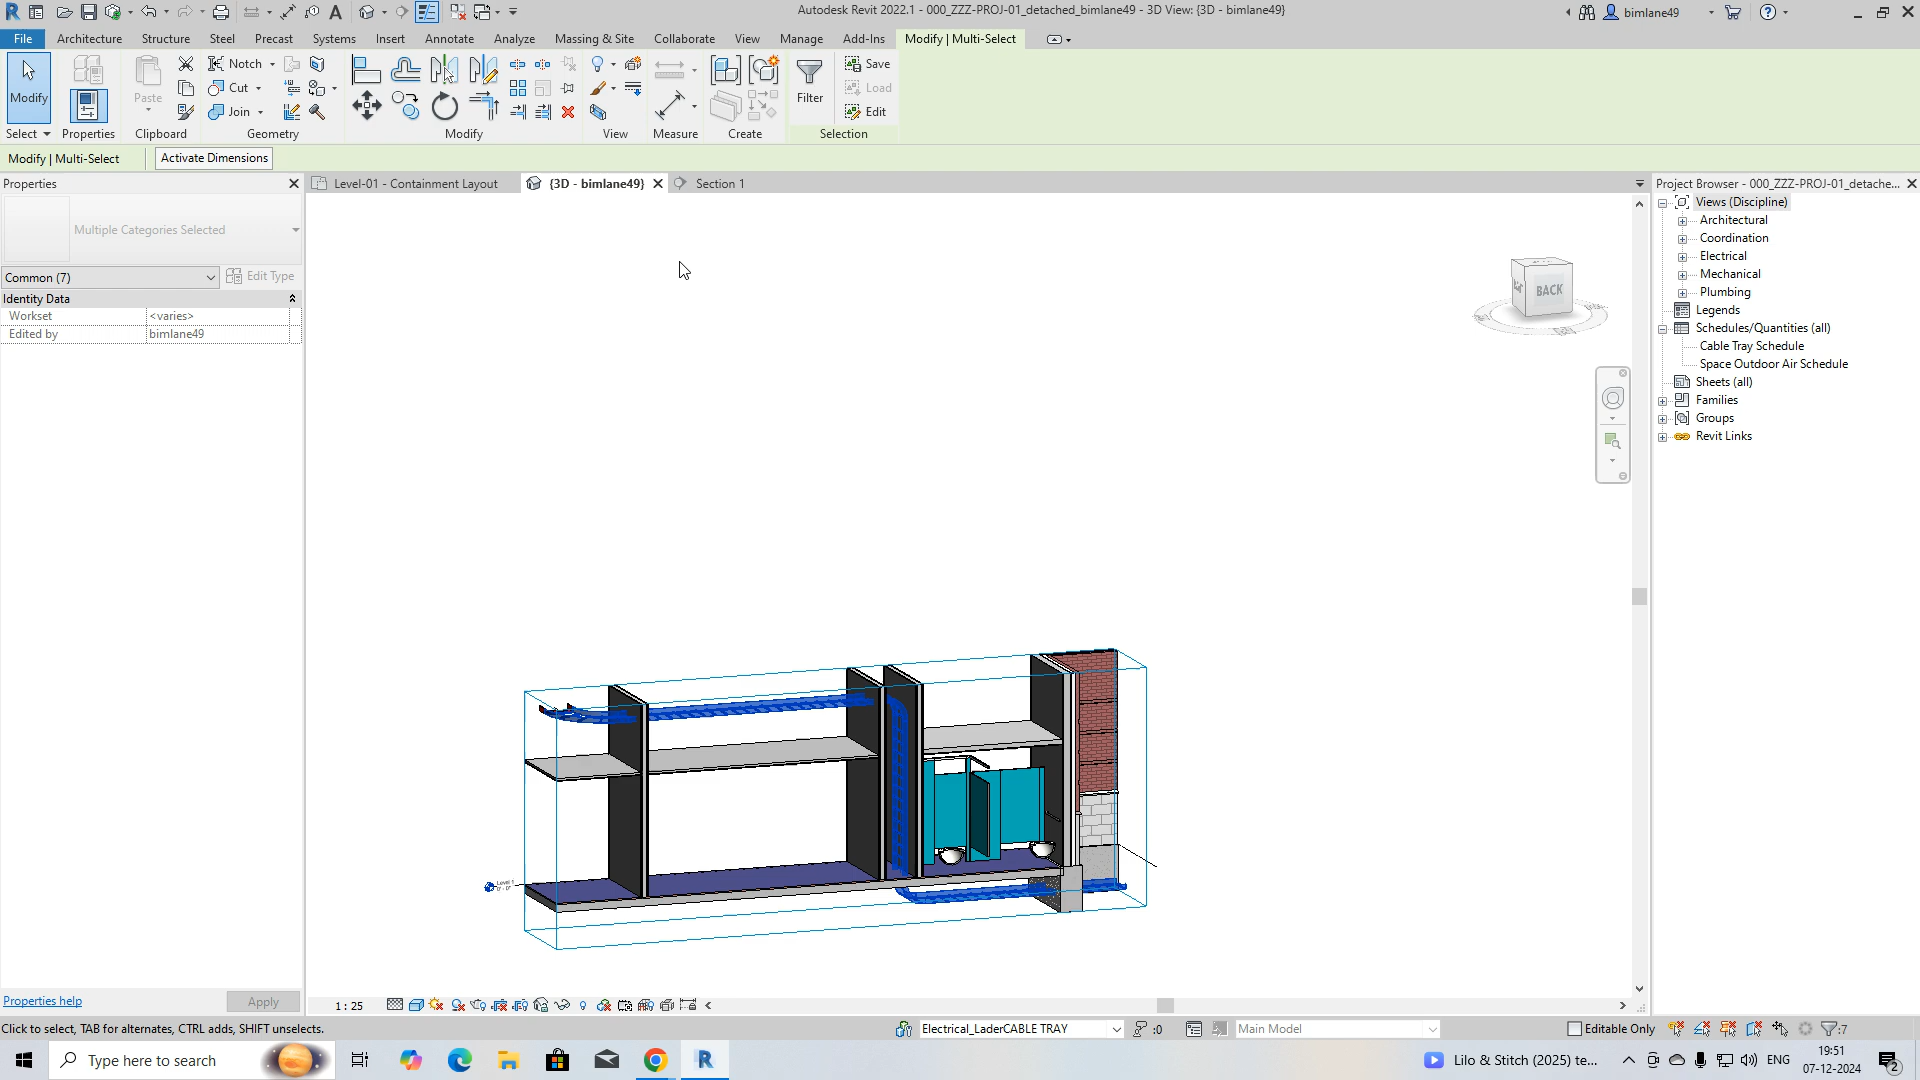 Autodesk Revit 2022.1 - 000_ZZZ-PROJ-01_detached_bimlane49 - 3D View: {3D - bimlane49}
bimlane49
File Architecture Structure Steel Precast Systems Insert Annotate Analyze Massing & Site Collaborate View Manage Add-Ins Modify | Multi-Select
Modify
Paste
Notch
Cut
Join
Filter
Save
Load
Edit
Select Properties Clipboard Geometry Modify View Measure Create Selection
Modify | Multi-Select
Activate Dimensions
Properties
Level-01 - Containment Layout
{3D - bimlane49}
Section 1
Project Browser - 000_ZZZ-PROJ-01_detache...
Multiple Categories Selected
Common (7)
Edit Type
Identity Data
Workset <varies>
Edited by bimlane49
Views (Discipline)
Architectural
Coordination
Electrical
Mechanical
Plumbing
Legends
Schedules/Quantities (all)
Cable Tray Schedule
Space Outdoor Air Schedule
Sheets (all)
Families
Groups
Revit Links
BACK
Level 1
Properties help
Apply
1 : 25
Click to select, TAB for alternates, CTRL adds, SHIFT unselects.
Electrical_LaderCABLE TRAY
:0
Main Model
Editable Only
:7
Type here to search
Lilo & Stitch (2025) te...
ENG
19:51
07-12-2024
2